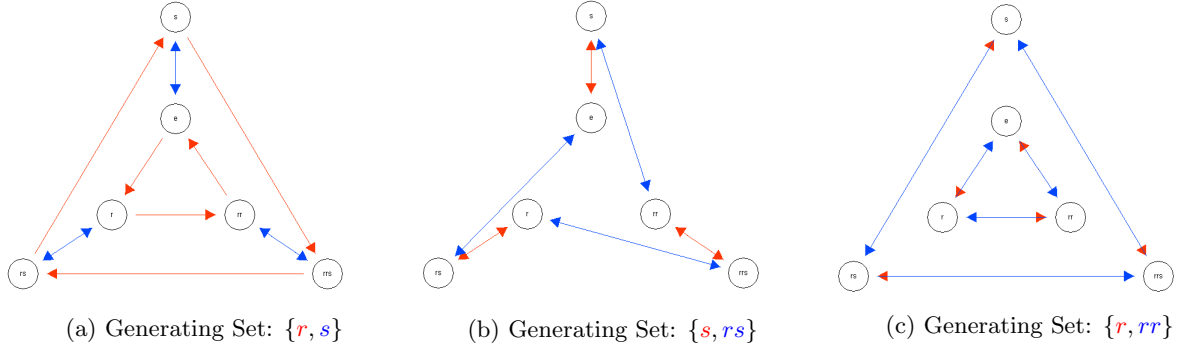 s
s
s
e
e
e
r
rr
r
rr
r
rr
rs
rrs
rs
rrs
rs
rrs
(a) Generating Set: {r, s}
(b) Generating Set: {s, rs}
(c) Generating Set: {r, rr}